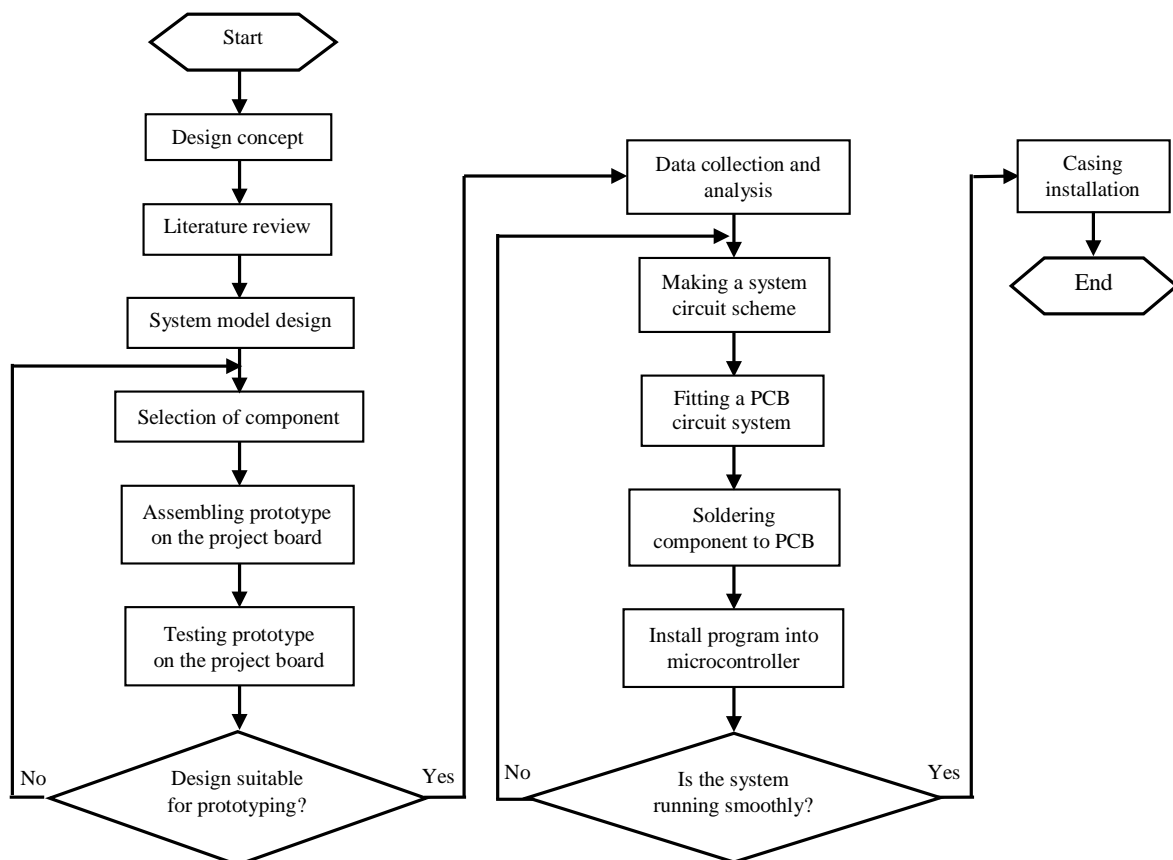 Start
Design concept
Literature review
System model design
Selection of component
Assembling prototype
on the project board
Testing prototype
on the project board
Design suitable
for prototyping?
No
Yes
Data collection and
analysis
Making a system
circuit scheme
Fitting a PCB
circuit system
Soldering
component to PCB
Install program into
microcontroller
Is the system
running smoothly?
No
Yes
Casing
installation
End